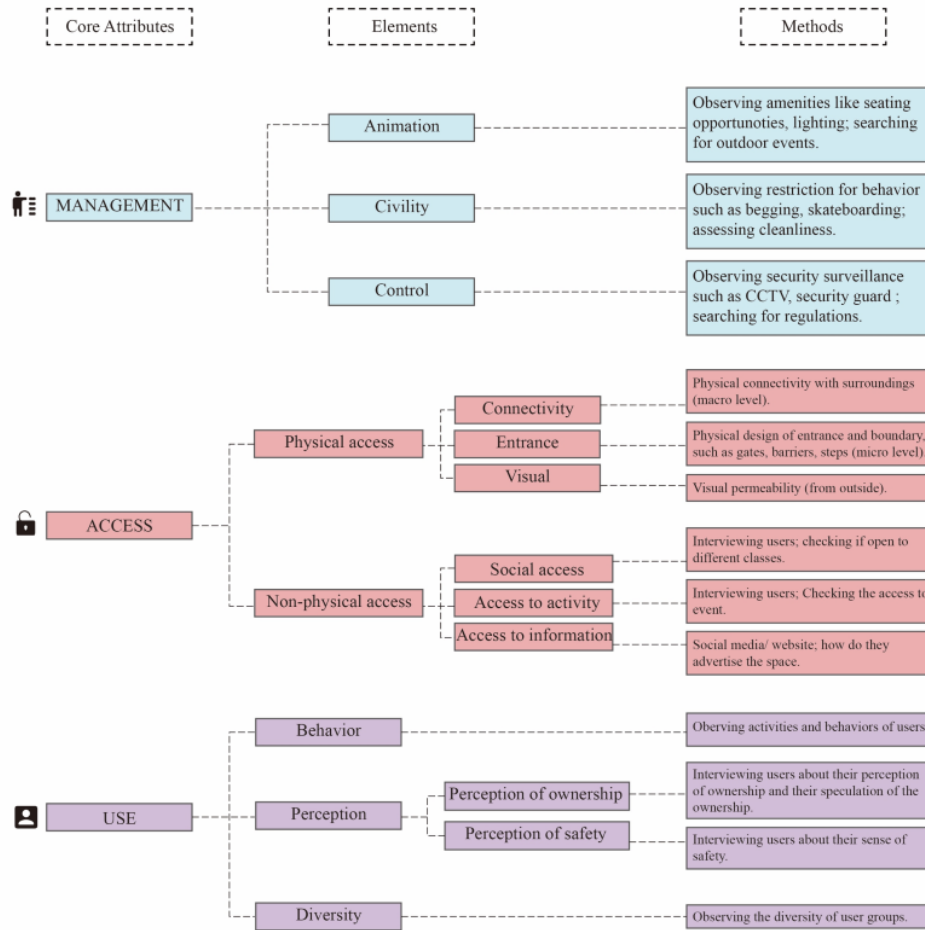 Core Attributes
Elements
Methods
MANAGEMENT
Animation
Observing amenities like seating
opportunoties, lighting; searching
for outdoor events.
Civility
Observing restriction for behavior
such as begging, skateboarding;
assessing cleanliness.
Control
Observing security surveillance
such as CCTV, security guard ;
searching for regulations.
ACCESS
Physical access
Connectivity
Physical connectivity with surroundings
(macro level).
Entrance
Physical design of entrance and boundary,
such as gates, barriers, steps (micro level).
Visual
Visual permeability (from outside).
Non-physical access
Social access
Interviewing users; checking if open to
different classes.
Access to activity
Interviewing users; Checking the access to
event.
Access to information
Social media/ website; how do they
advertise the space.
USE
Behavior
Oberving activities and behaviors of users
Perception
Perception of ownership
Interviewing users about their perception
of ownership and their speculation of the
ownership.
Perception of safety
Interviewing users about their sense of
safety.
Diversity
Observing the diversity of user groups.